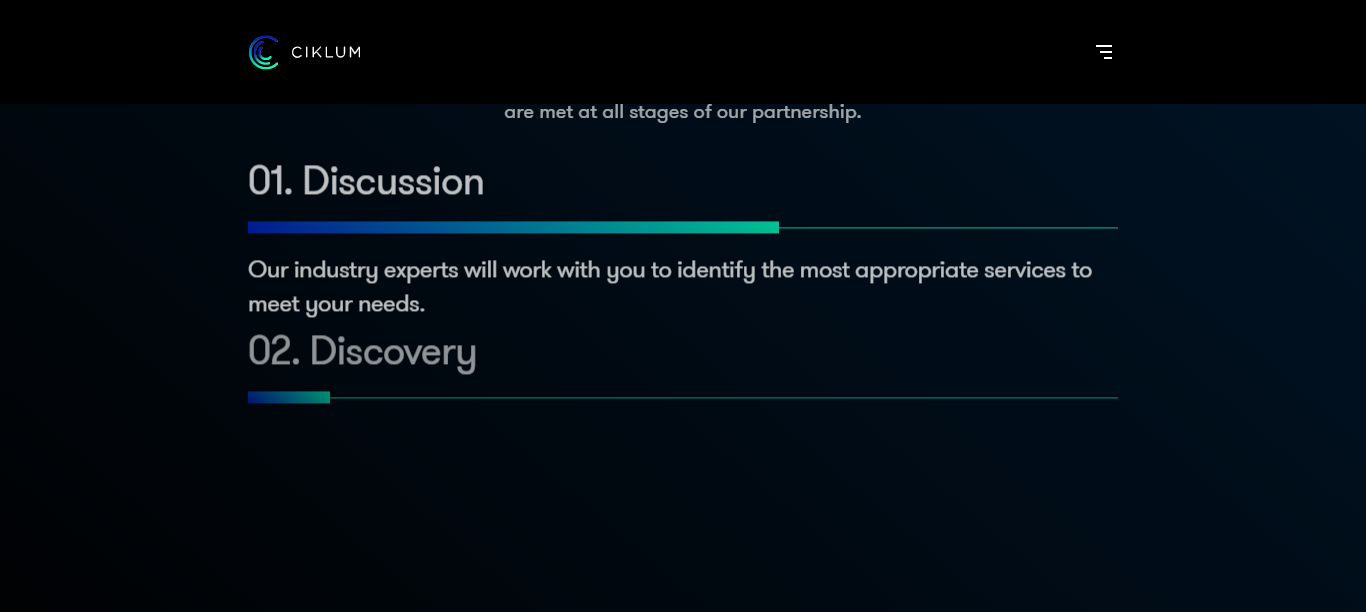 CIKLUM
are met at all stages of our partnership.
01. Discussion
Our industry experts will work with you to identify the most appropriate services to
meet your needs.
02. Discovery